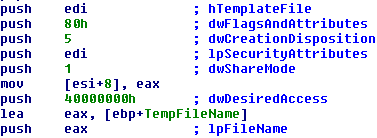 push    edi             ; hTemplateFile
push    80h             ; dwFlagsAndAttributes
push    5               ; dwCreationDisposition
push    edi             ; lpSecurityAttributes
push    1               ; dwShareMode
mov     [esi+8], eax
push    40000000h       ; dwDesiredAccess
lea     eax, [ebp+TempFileName]
push    eax             ; lpFileName